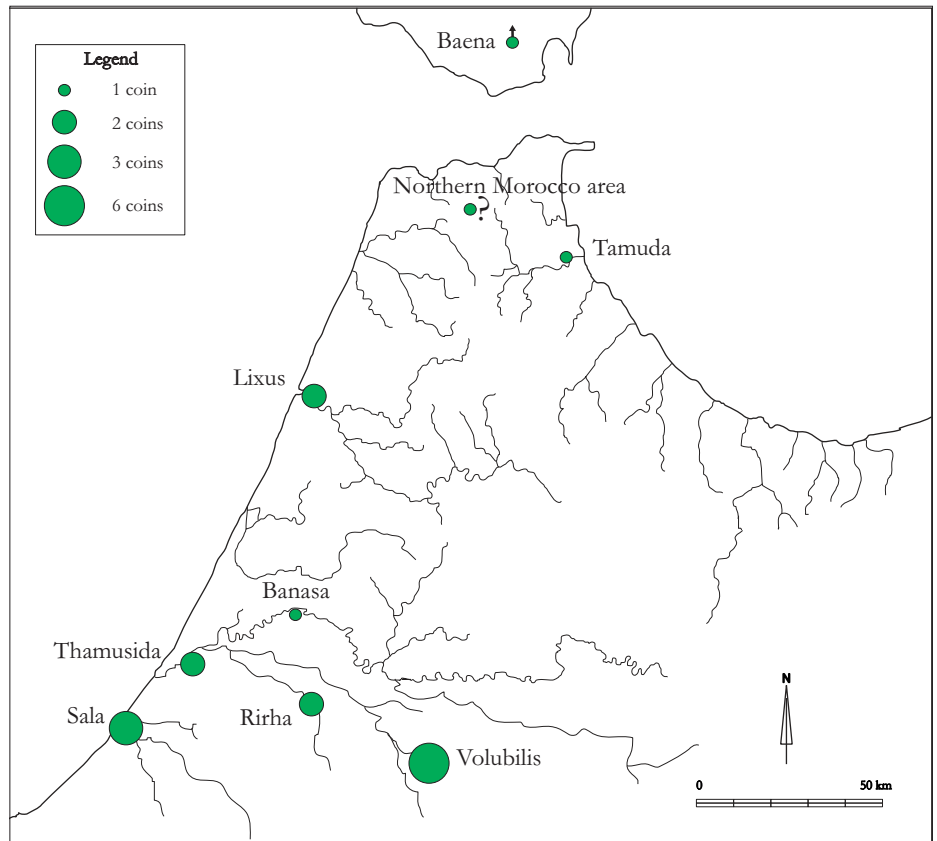 Baena
Legend
1 coin
2 coins
3 coins
6 coins
Northern Morocco area
?
Tamuda
Lixus
Banasa
Thamusida
Sala
Rirha
Volubilis
N
0 50 km